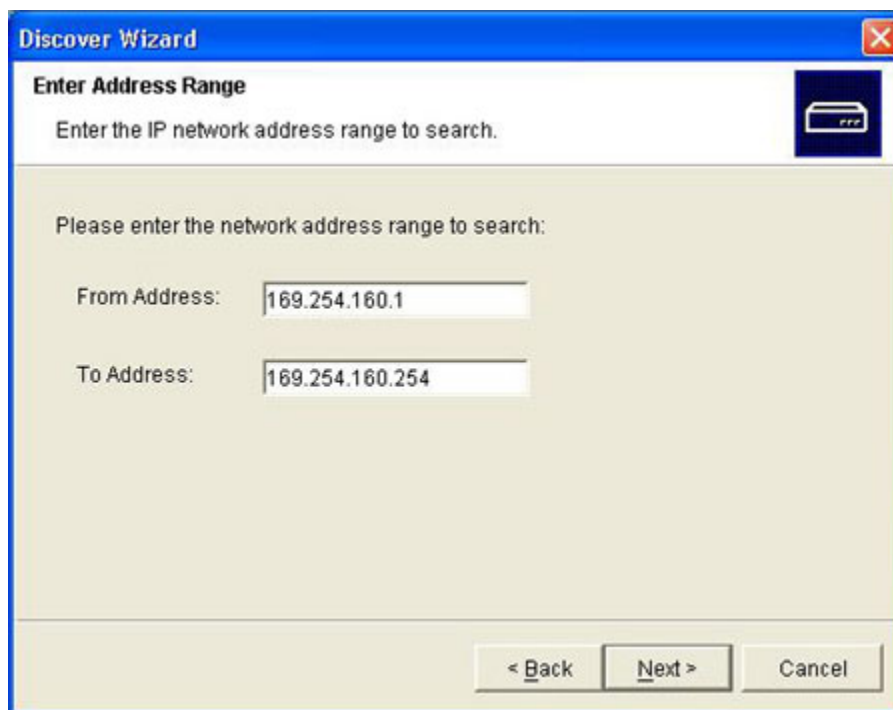 Discover Wizard
Enter Address Range
Enter the IP network address range to search.
Please enter the network address range to search:
From Address: 169.254.160.1
To Address: 169.254.160.254
< Back Next > Cancel